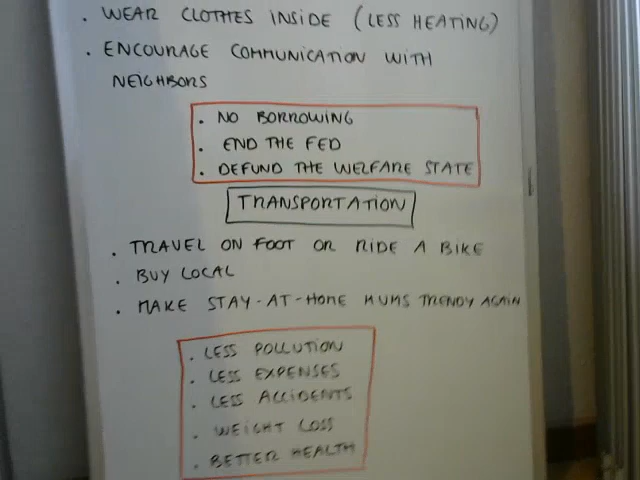 . WEAR CLOTHES INSIDE (LESS HEATING)
. ENCOURAGE COMMUNICATION WITH
NEIGHBORS
. NO BORROWING
. END THE FED
. DEFUND THE WELFARE STATE
TRANSPORTATION
. TRAVEL ON FOOT OR RIDE A BIKE
. BUY LOCAL
. MAKE STAY-AT-HOME MUMS TRENDY AGAIN
. LESS POLLUTION
. LESS EXPENSES
. LESS ACCIDENTS
. WEIGHT LOSS
. BETTER HEALTH